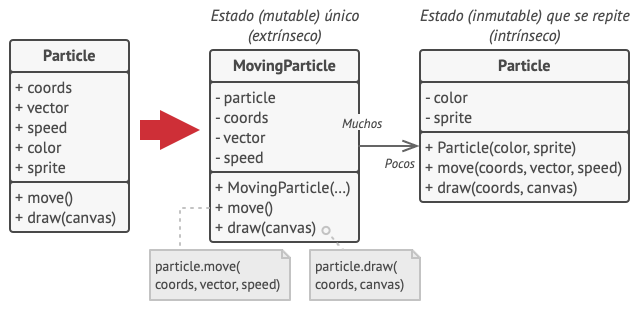 Particle
+ coords
+ vector
+ speed
+ color
+ sprite
+ move()
+ draw(canvas)
Estado (mutable) único
(extrínseco)
MovingParticle
- particle
- coords
- vector
- speed
+ MovingParticle(...)
+ move()
+ draw(canvas)
particle.move(
coords, vector, speed)
particle.draw(
coords, canvas)
Muchos
Pocos
Estado (inmutable) que se repite
(intrínseco)
Particle
- color
- sprite
+ Particle(color, sprite)
+ move(coords, vector, speed)
+ draw(coords, canvas)